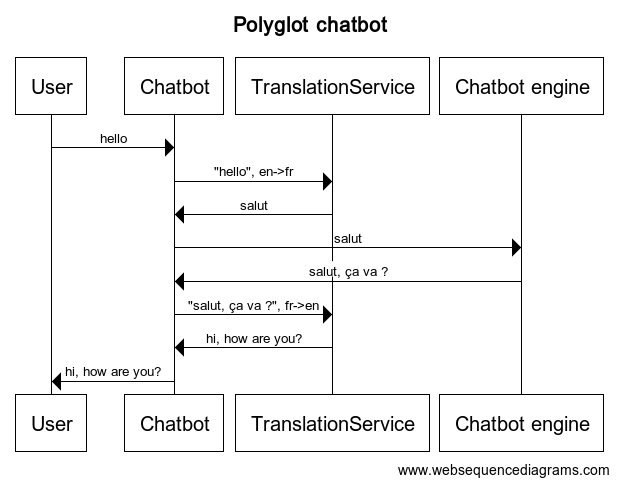 Polyglot chatbot
User Chatbot TranslationService Chatbot engine
hello
"hello", en->fr
salut
salut
salut, ça va ?
"salut, ça va ?", fr->en
hi, how are you?
hi, how are you?
User Chatbot TranslationService Chatbot engine
www.websequencediagrams.com